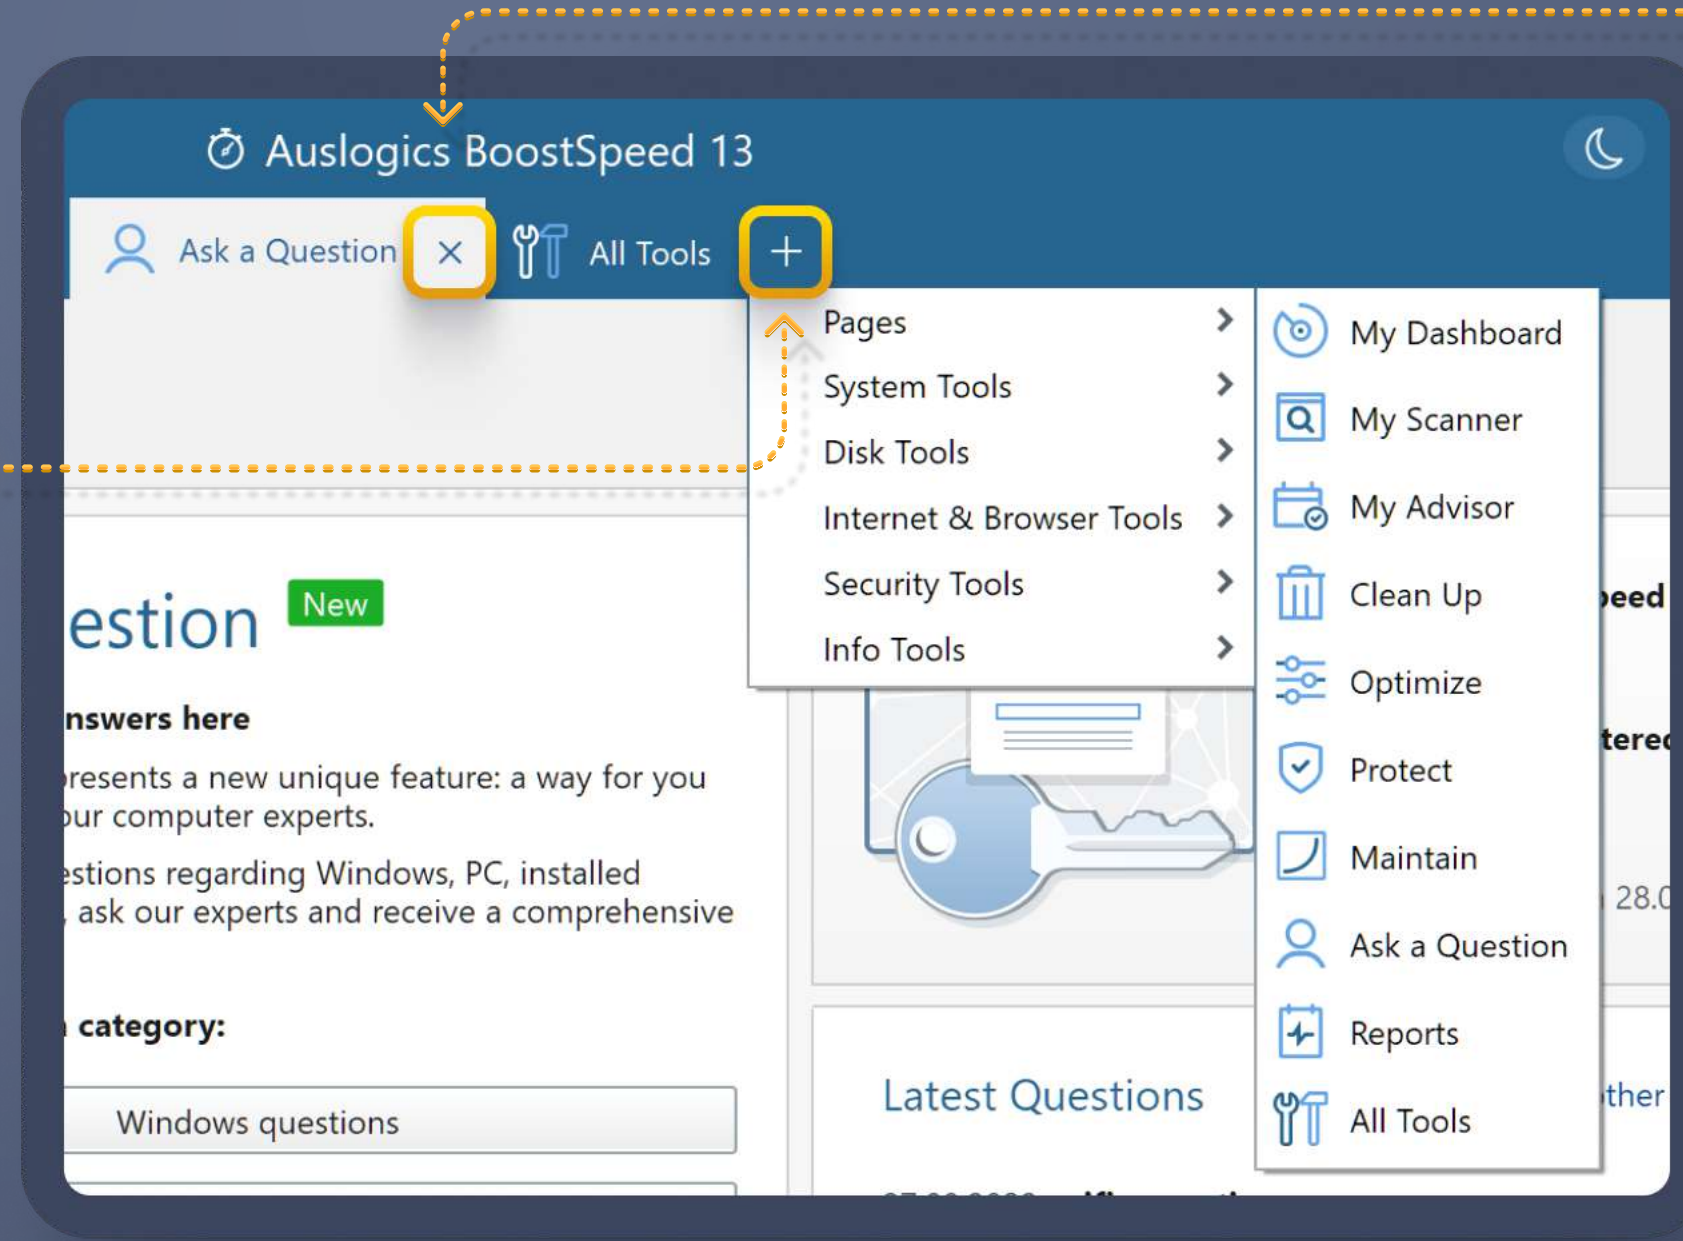 Auslogics BoostSpeed 13
Ask a Question
All Tools
Pages
System Tools
Disk Tools
Internet & Browser Tools
Security Tools
Info Tools
My Dashboard
My Scanner
My Advisor
Clean Up
Optimize
Protect
Maintain
Ask a Question
Reports
All Tools
estion New
nswers here
resents a new unique feature: a way for you
our computer experts.
estions regarding Windows, PC, installed
, ask our experts and receive a comprehensive
category:
Windows questions
Latest Questions
eed
tered
28.0
ther